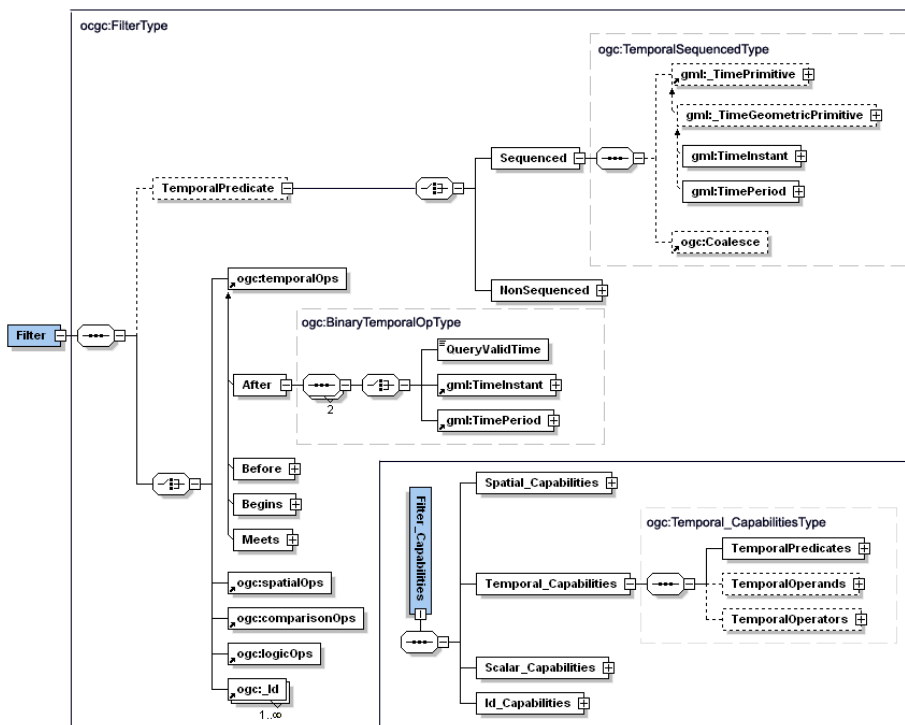 ocgc:FilterType
ogc:TemporalSequencedType
gml:_TimePrimitive
gml:_TimeGeometricPrimitive
Sequenced
gml:TimeInstant
TemporalPredicate
gml:TimePeriod
ogc:Coalesce
ogc:temporalOps
NonSequenced
ogc:BinaryTemporalOpType
Filter
QueryValidTime
After
gml:TimeInstant
2
gml:TimePeriod
Before
Begins
Meets
ogc:spatialOps
ogc:comparisonOps
ogc:logicOps
ogc:_Id
1..∞
Filter_Capabilities
Spatial_Capabilities
ogc:Temporal_CapabilitiesType
TemporalPredicates
Temporal_Capabilities
TemporalOperands
TemporalOperators
Scalar_Capabilities
Id_Capabilities